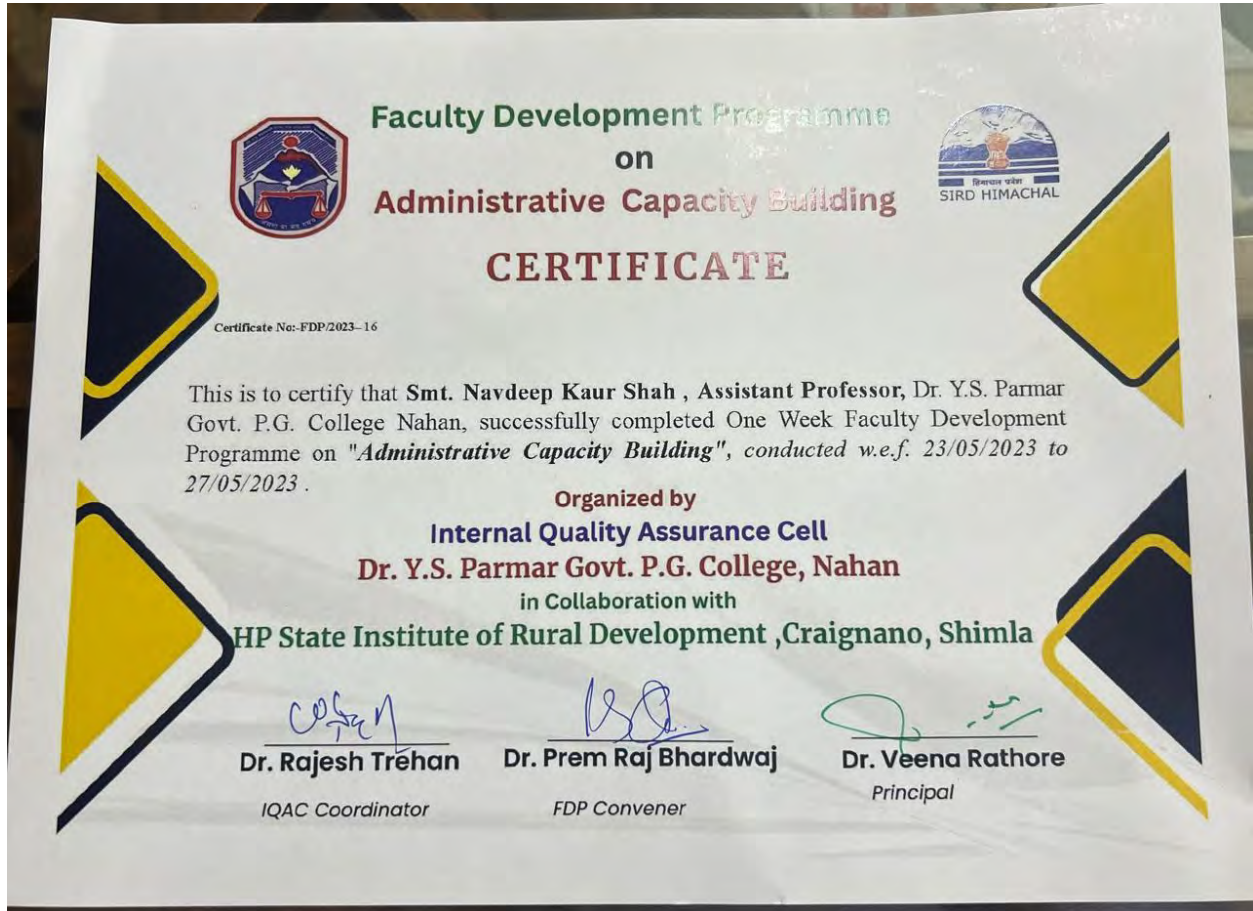 Faculty Development Programme
on
Administrative Capacity Building
हिमाचल प्रदेश
SIRD HIMACHAL
CERTIFICATE
Certificate No:-FDP/2023–16
This is to certify that Smt. Navdeep Kaur Shah , Assistant Professor, Dr. Y.S. Parmar
Govt. P.G. College Nahan, successfully completed One Week Faculty Development
Programme on "Administrative Capacity Building", conducted w.e.f. 23/05/2023 to
27/05/2023 .
Organized by
Internal Quality Assurance Cell
Dr. Y.S. Parmar Govt. P.G. College, Nahan
in Collaboration with
HP State Institute of Rural Development ,Craignano, Shimla
Dr. Rajesh Trehan
Dr. Prem Raj Bhardwaj
Dr. Veena Rathore
IQAC Coordinator
FDP Convener
Principal